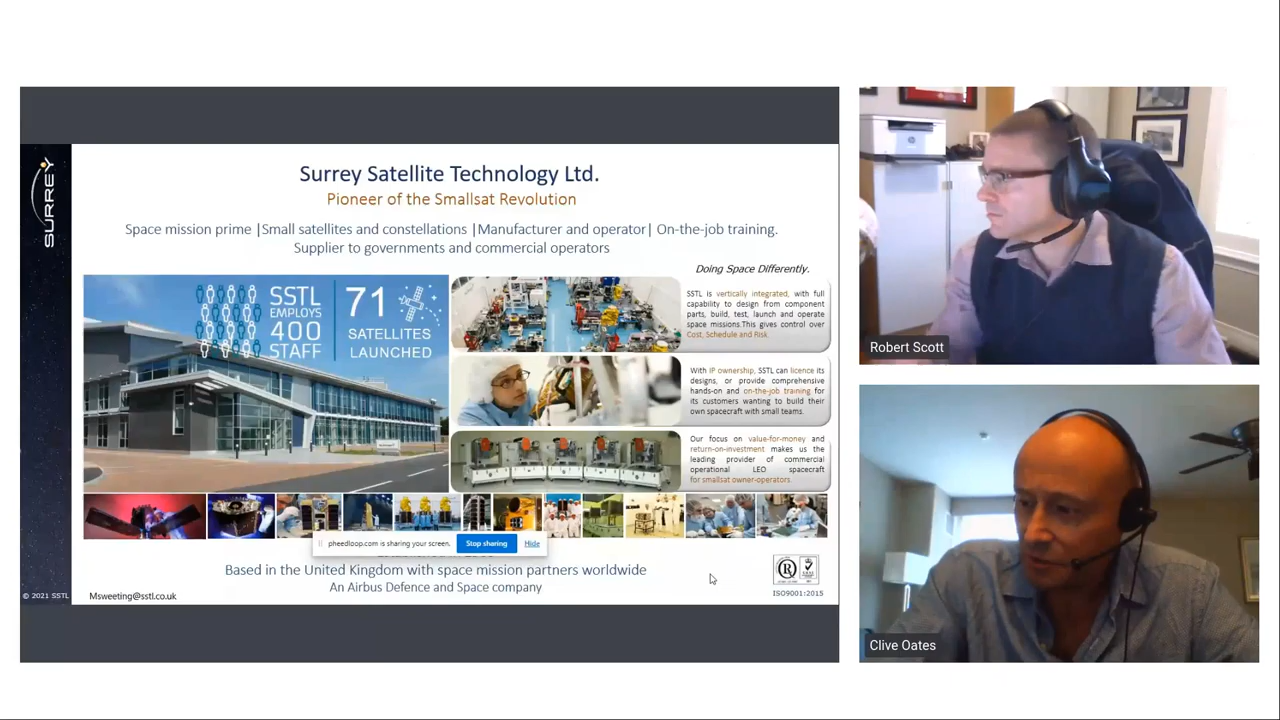 SURREY
Surrey Satellite Technology Ltd.
Pioneer of the Smallsat Revolution
Space mission prime |Small satellites and constellations |Manufacturer and operator| On-the-job training.
Supplier to governments and commercial operators
Doing Space Differently.
SSTL
EMPLOYS
400
STAFF
71
SATELLITES
LAUNCHED
SSTL is vertically integrated, with full
capability to design from component
parts, build, test, launch and operate
space missions.This gives control over
Cost, Schedule and Risk.
With IP ownership, SSTL can licence its
designs, or provide comprehensive
hands-on and on-the-job training for
its customers wanting to build their
own spacecraft with small teams.
Our focus on value-for-money and
return-on-investment makes us the
leading provider of commercial
operational LEO spacecraft
for smallsat owner-operators.
pheedloop.com is sharing your screen.
Stop sharing
Hide
Based in the United Kingdom with space mission partners worldwide
An Airbus Defence and Space company
ISO9001:2015
© 2021 SSTL
Msweeting@sstl.co.uk
Robert Scott
Clive Oates